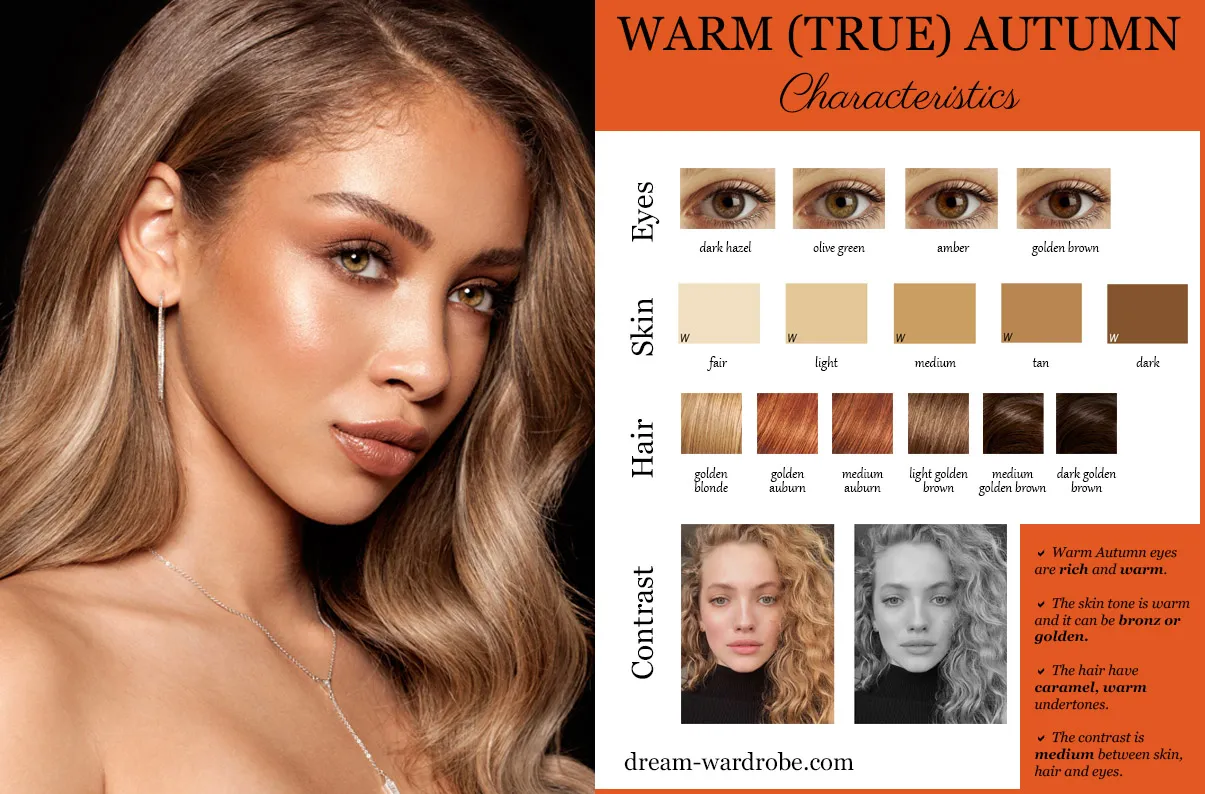 WARM (TRUE) AUTUMN
Characteristics
Eyes
dark hazel
olive green
amber
golden brown
Skin
W
W
W
W
W
fair
light
medium
tan
dark
Hair
golden
blonde
golden
auburn
medium
auburn
light golden
brown
medium
golden brown
dark golden
brown
Contrast
✓ Warm Autumn eyes
are rich and warm.
✓ The skin tone is warm
and it can be bronz or
golden.
✓ The hair have
caramel, warm
undertones.
✓ The contrast is
medium between skin,
hair and eyes.
dream-wardrobe.com